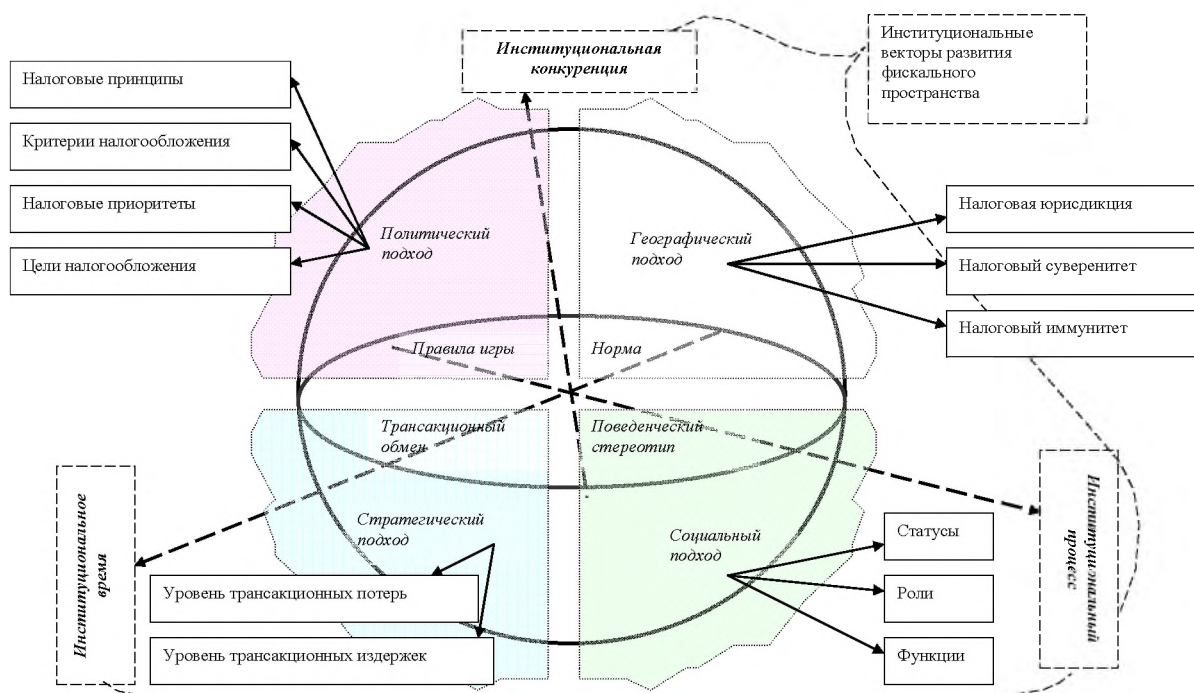 Институциональная
конкуренция
Институциональные
векторы развития
фискального
пространства
Налоговые принципы
Критерии налогообложения
Налоговые приоритеты
Цели налогообложения
Политический
подход
Географический
подход
Налоговая юрисдикция
Налоговый суверенитет
Налоговый иммунитет
Правила игры
Норма
Трансакционный
обмен
Поведенческий
стереотип
Институциональное
время
Стратегический
подход
Социальный
подход
Институциональный
процесс
Статусы
Роли
Функции
Уровень трансакционных потерь
Уровень трансакционных издержек